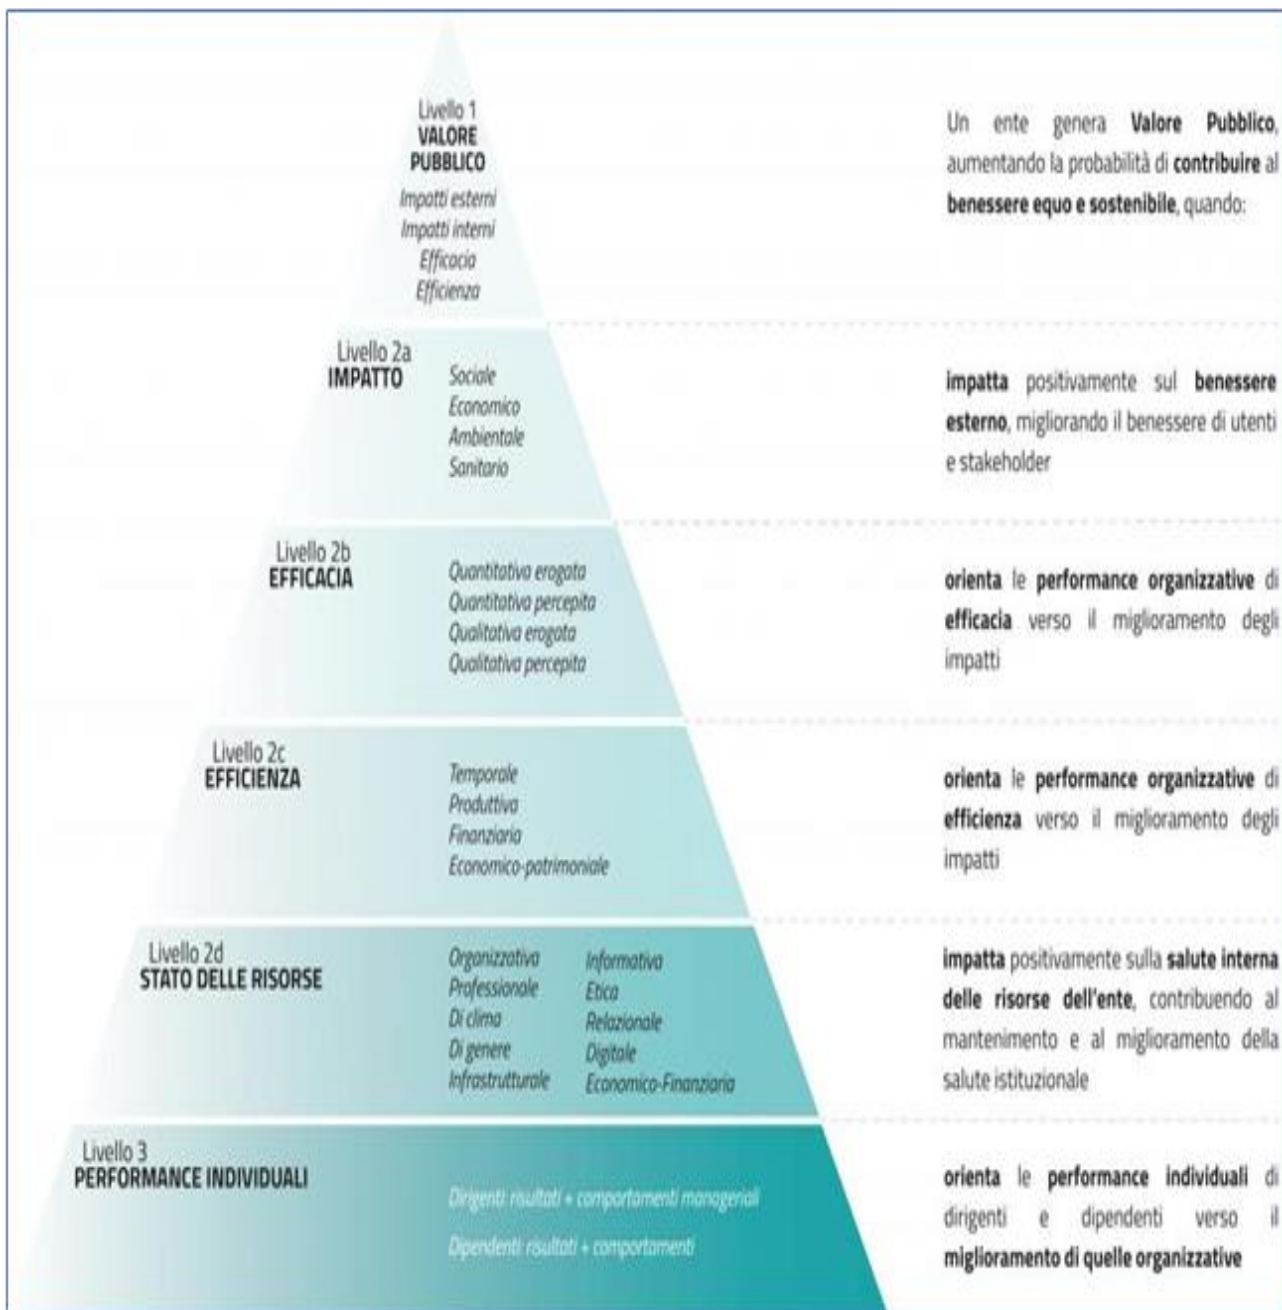 Livello 1
VALORE
PUBBLICO
Impatti esterni
Impatti interni
Efficacia
Efficienza
Un ente genera Valore Pubblico,
aumentando la probabilità di contribuire al
benessere equo e sostenibile, quando:
Livello 2a
IMPATTO
Sociale
Economico
Ambientale
Sanitario
impatta positivamente sul benessere
esterno, migliorando il benessere di utenti
e stakeholder
Livello 2b
EFFICACIA
Quantitativa erogata
Quantitativa percepita
Qualitativa erogata
Qualitativa percepita
orienta le performance organizzative di
efficacia verso il miglioramento degli
impatti
Livello 2c
EFFICIENZA
Temporale
Produttiva
Finanziaria
Economico-patrimoniale
orienta le performance organizzative di
efficienza verso il miglioramento degli
impatti
Livello 2d
STATO DELLE RISORSE
Organizzativa
Professionale
Di clima
Di genere
Infrastrutturale
Informativa
Etica
Relazionale
Digitale
Economico-Finanziaria
impatta positivamente sulla salute interna
delle risorse dell'ente, contribuendo al
mantenimento e al miglioramento della
salute istituzionale
Livello 3
PERFORMANCE INDIVIDUALI
Dirigenti: risultati + comportamenti manageriali
Dipendenti: risultati + comportamenti
orienta le performance individuali di
dirigenti e dipendenti verso il
miglioramento di quelle organizzative